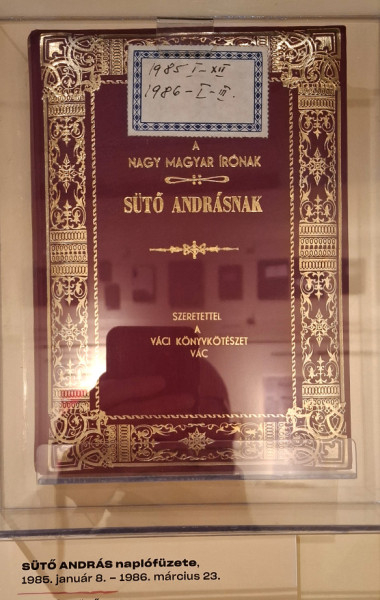 1985 I-XII
1986-I-III.
A
NAGY MAGYAR ÍRÓNAK
SÜTŐ ANDRÁSNAK
SZERETETTEL
A
VÁCI KÖNYVKÖTÉSZET
VÁC
SÜTŐ ANDRÁS naplófüzete,
1985. január 8. – 1986. március 23.